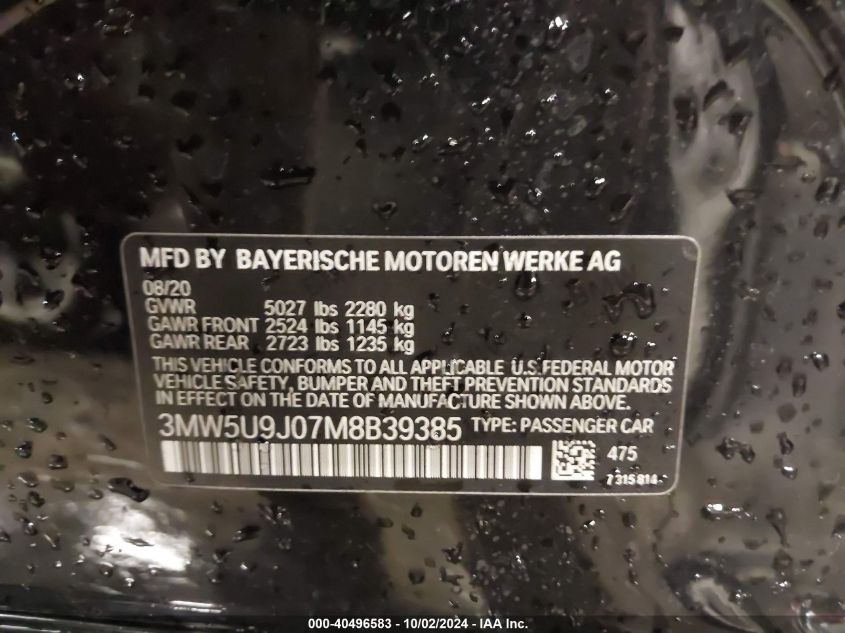 MFD BY BAYERISCHE MOTOREN WERKE AG
08/20
GVWR 5027 lbs 2280 kg
GAWR FRONT 2524 lbs 1145 kg
GAWR REAR 2723 lbs 1235 kg
THIS VEHICLE CONFORMS TO ALL APPLICABLE U.S.FEDERAL MOTOR
VEHICLE SAFETY, BUMPER AND THEFT PREVENTION STANDARDS
IN EFFECT ON THE DATE OF MANUFACTURE SHOWN ABOVE.
3MW5U9J07M8B39385 TYPE: PASSENGER CAR
475
7 315 814
000-40496583 - 10/02/2024 - IAA Inc.